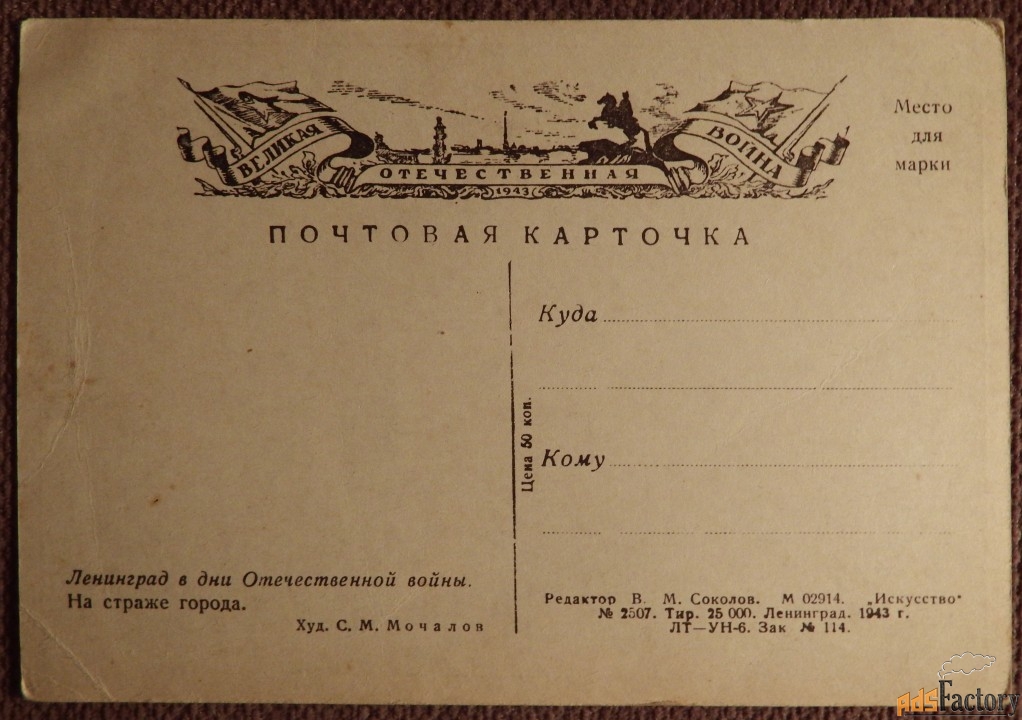 ВЕЛИКАЯ
ОТЕЧЕСТВЕННАЯ
ВОЙНА
1943
Место
для
марки
ПОЧТОВАЯ КАРТОЧКА
Куда
Цена 50 коп.
Кому
Ленинград в дни Отечественной войны.
На страже города.
Худ. С. М. Мочалов
Редактор В. М. Соколов. М 02914. „Искусство"
№ 2507. Тир. 25 000. Ленинград. 1943 г.
ЛТ—УН-6. Зак № 114.
AdsFactory